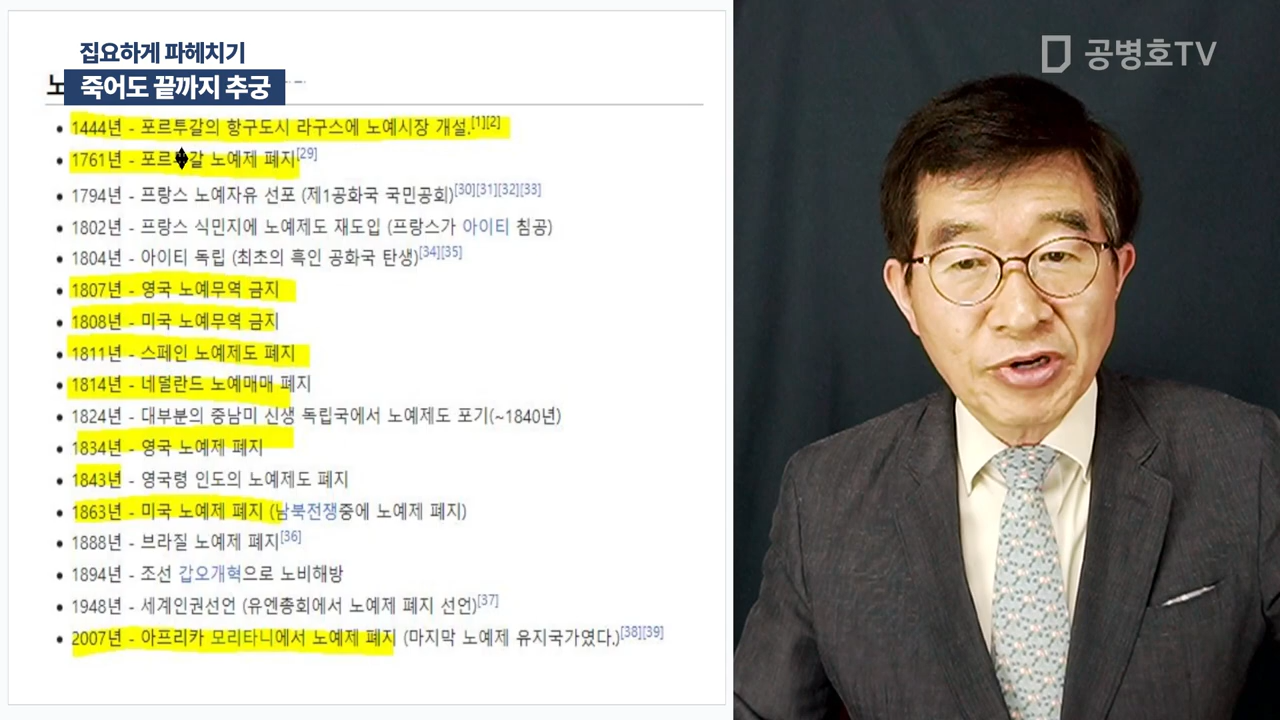 집요하게 파헤치기
공병호TV
노
죽어도 끝까지 추궁
1444년 - 포르투갈의 항구도시 라구스에 노예시장 개설.[1][2]
1761년 - 포르투갈 노예제 폐지[29]
1794년 - 프랑스 노예자유 선포 (제1공화국 국민공회)[30][31][32][33]
1802년 - 프랑스 식민지에 노예제도 재도입 (프랑스가 아이티 침공)
1804년 - 아이티 독립 (최초의 흑인 공화국 탄생)[34][35]
1807년 - 영국 노예무역 금지
1808년 - 미국 노예무역 금지
1811년 - 스페인 노예제도 폐지
1814년 - 네덜란드 노예매매 폐지
1824년 - 대부분의 중남미 신생 독립국에서 노예제도 포기(~1840년)
1834년 - 영국 노예제 폐지
1843년 - 영국령 인도의 노예제도 폐지
1863년 - 미국 노예제 폐지 (남북전쟁중에 노예제 폐지)
1888년 - 브라질 노예제 폐지[36]
1894년 - 조선 갑오개혁으로 노비해방
1948년 - 세계인권선언 (유엔총회에서 노예제 폐지 선언)[37]
2007년 - 아프리카 모리타니에서 노예제 폐지 (마지막 노예제 유지국가였다.)[38][39]